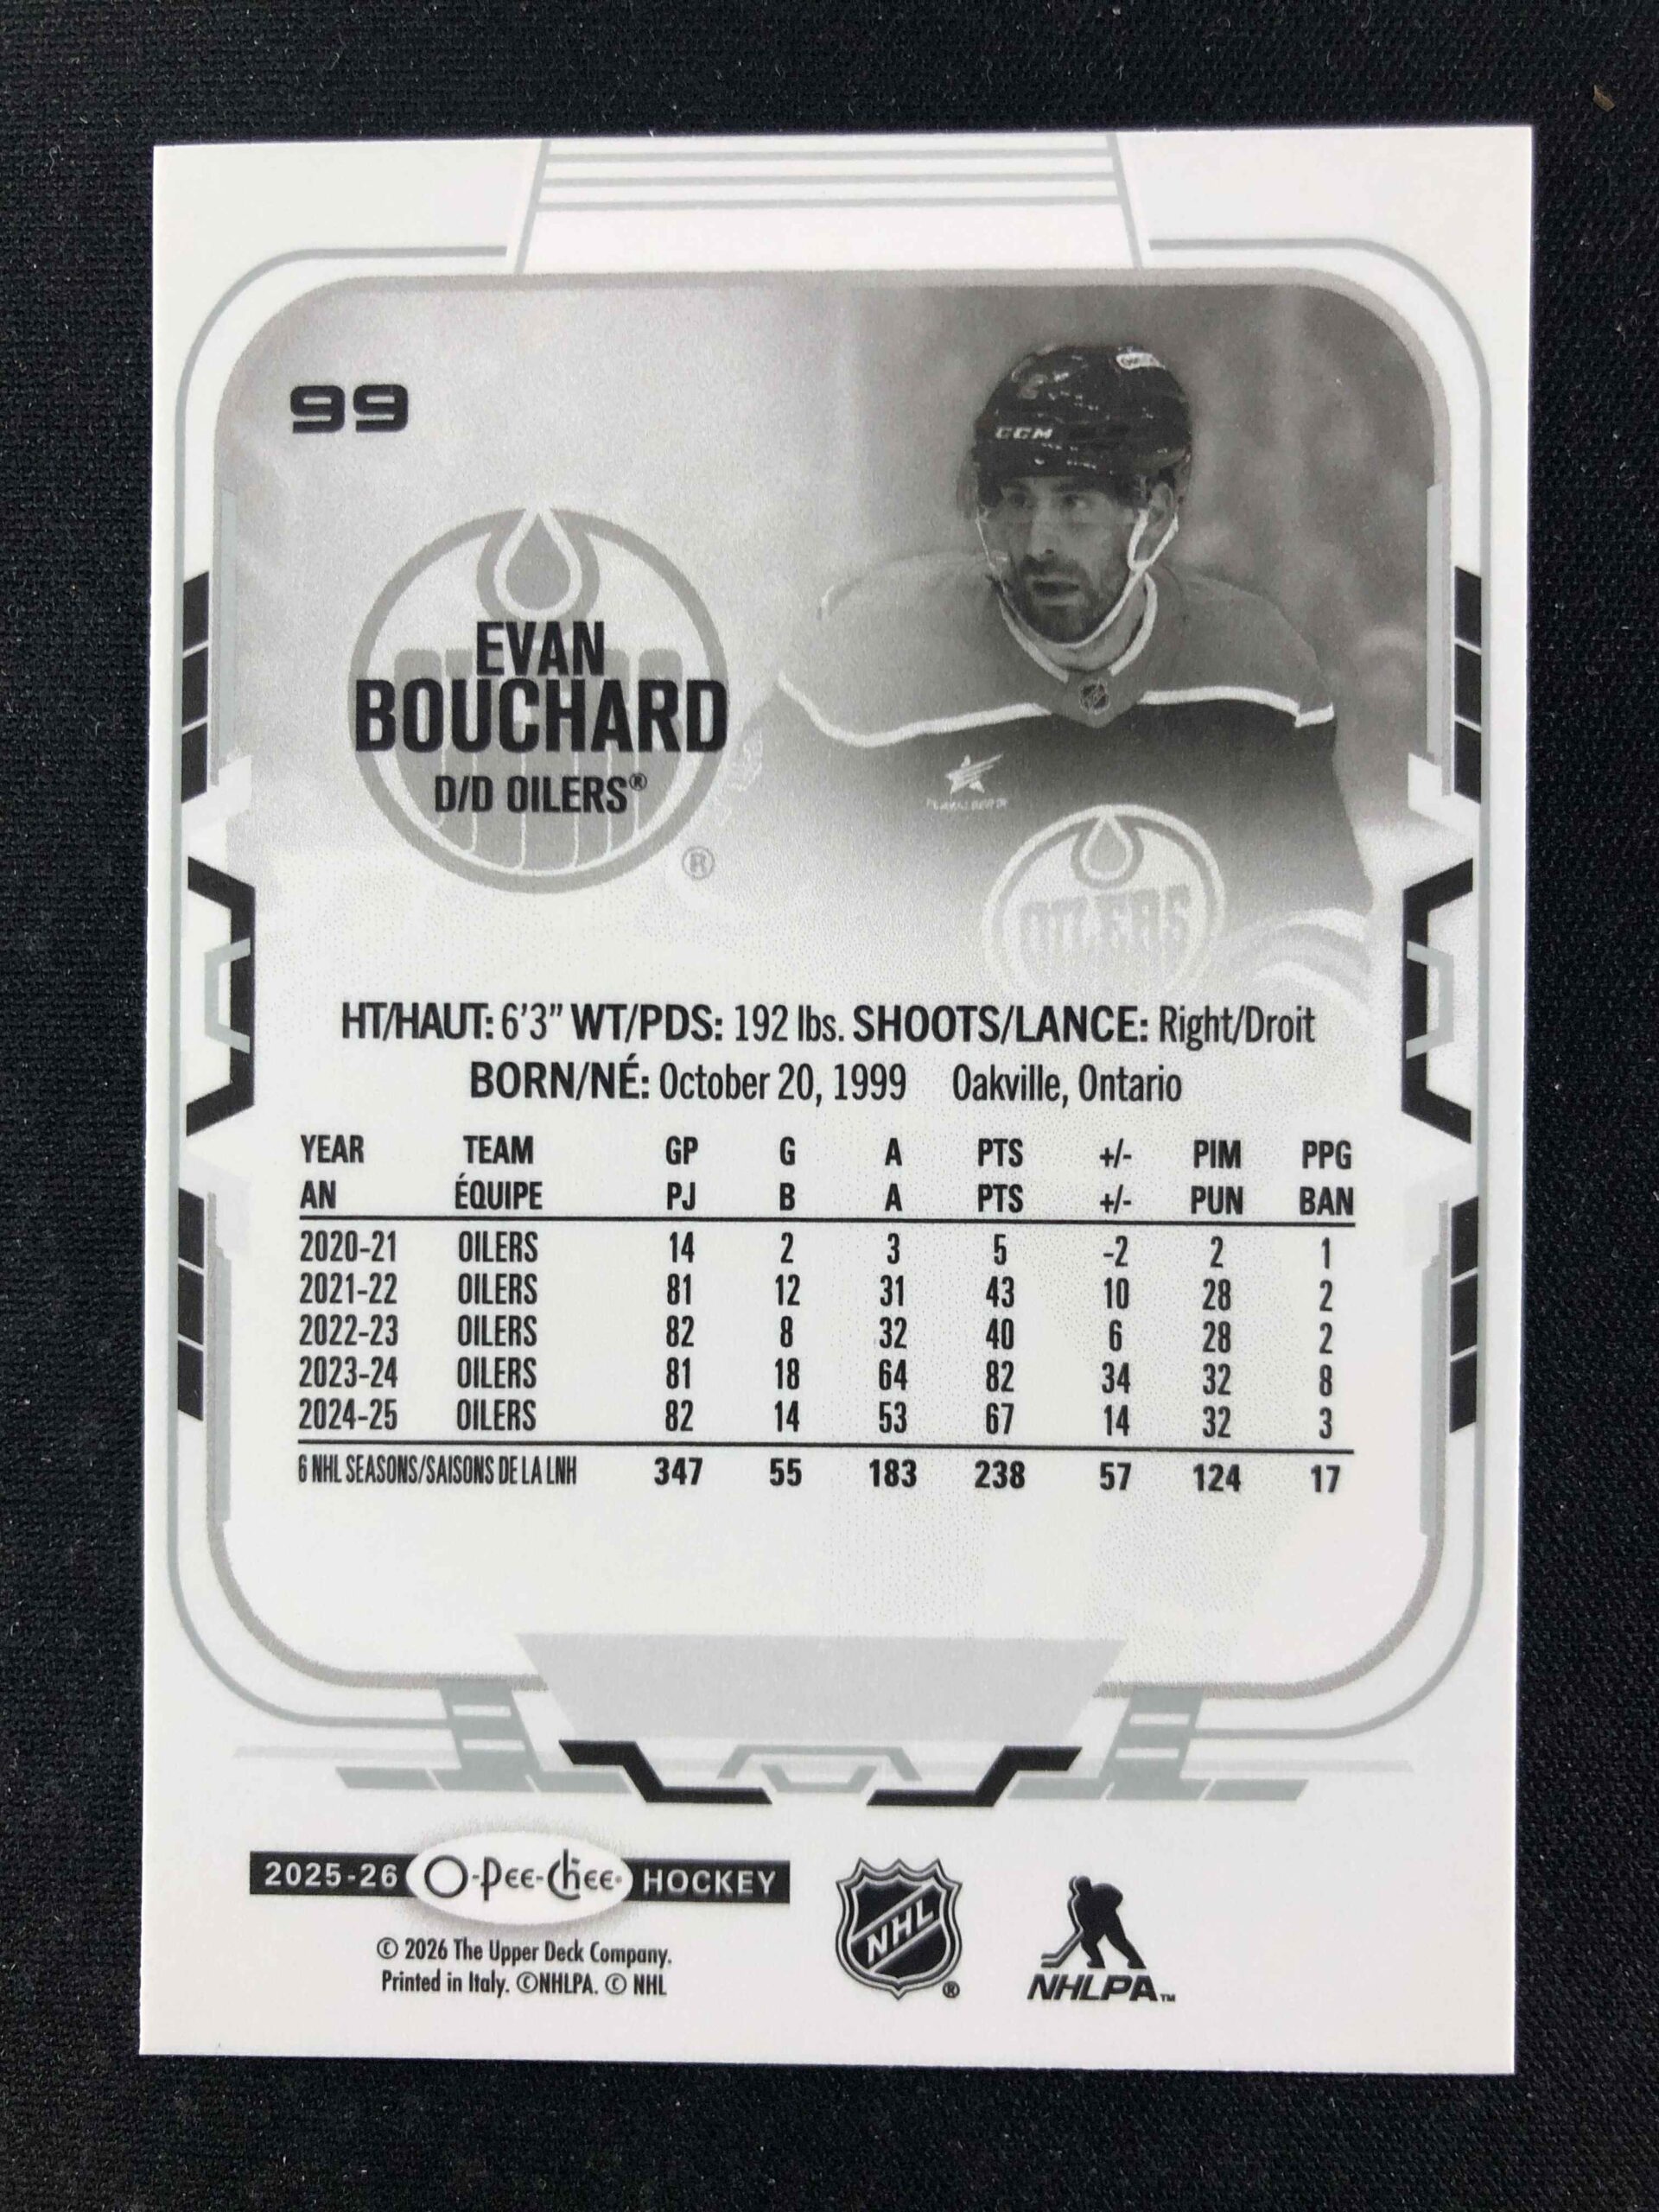 99
CCM
EVAN
BOUCHARD
D/D OILERS®
®
OILERS
HT/HAUT: 6'3" WT/PDS: 192 lbs. SHOOTS/LANCE: Right/Droit
BORN/NÉ: October 20, 1999 Oakville, Ontario
YEAR TEAM GP G A PTS +/- PIM PPG
AN ÉQUIPE PJ B A PTS +/- PUN BAN
2020-21 OILERS 14 2 3 5 -2 2 1
2021-22 OILERS 81 12 31 43 10 28 2
2022-23 OILERS 82 8 32 40 6 28 2
2023-24 OILERS 81 18 64 82 34 32 8
2024-25 OILERS 82 14 53 67 14 32 3
6 NHL SEASONS/SAISONS DE LA LNH 347 55 183 238 57 124 17
2025-26 O-Pee-Chee HOCKEY
© 2026 The Upper Deck Company.
Printed in Italy. ©NHLPA. © NHL
NHL ®
NHLPA™